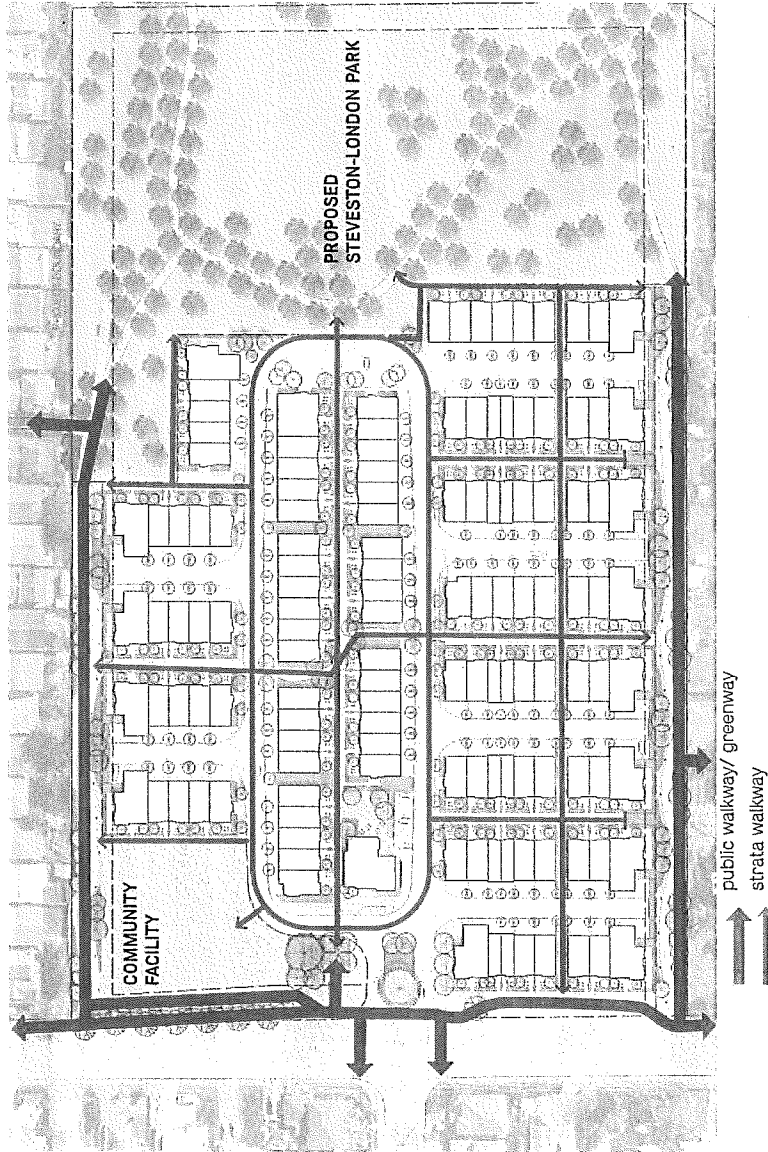 PROPOSED
STEVESTON-LONDON PARK
COMMUNITY
FACILITY
public walkway/ greenway
strata walkway